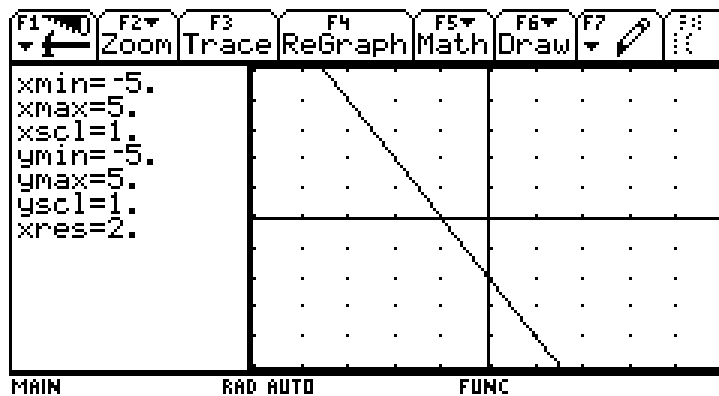 F1 F2 F3 F4 F5 F6 F7
Zoom Trace ReGraph Math Draw
xmin=-5.
xmax=5.
xscl=1.
ymin=-5.
ymax=5.
yscl=1.
xres=2.
MAIN RAD AUTO FUNC